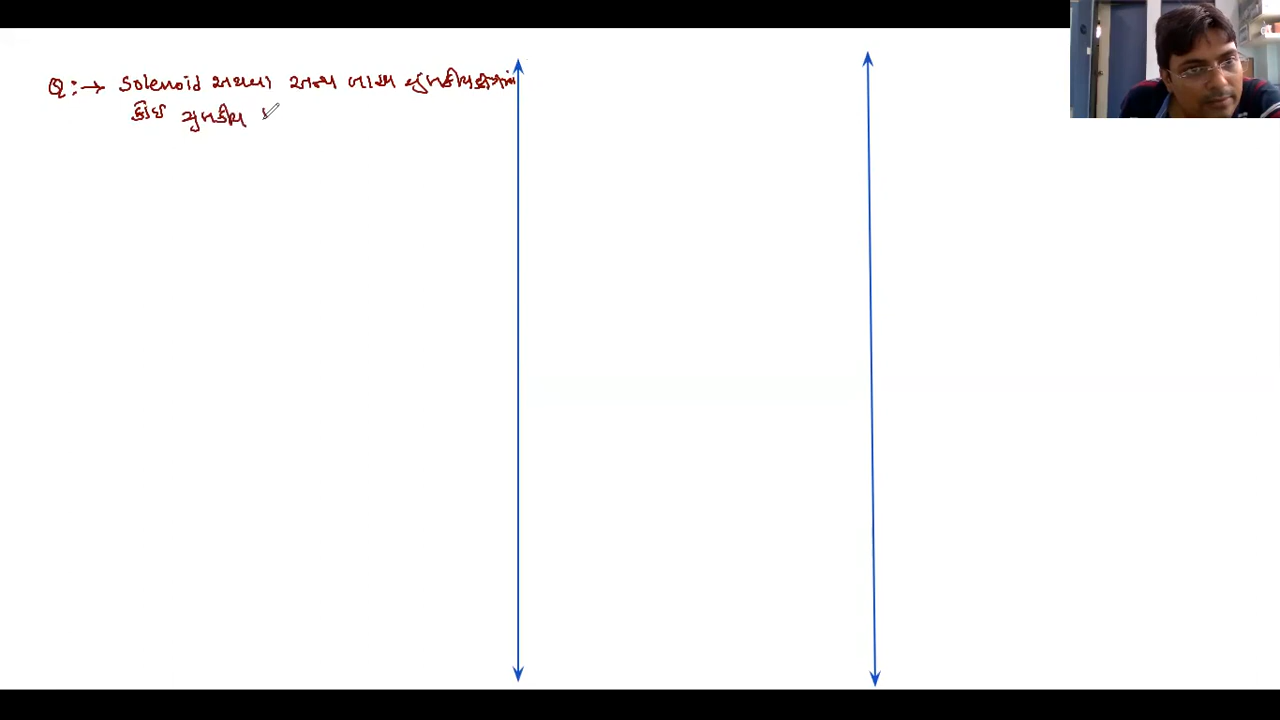 Q:→ Solenoid અથવા અન્ય બાહ્ય ચુંબકીયક્ષેત્રમાં
કોઈ ચુંબકીય